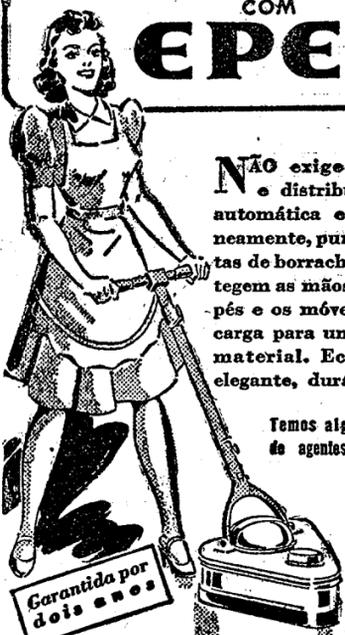 COM
EPE
NÃO exige
e distribu
automática e
neamente, pun
tas de borrach
tegem as mãos
pés e os móve
carga para un
material. Ec
elegante, dura
Temos alg
de agentes
Garantida por
dois anos